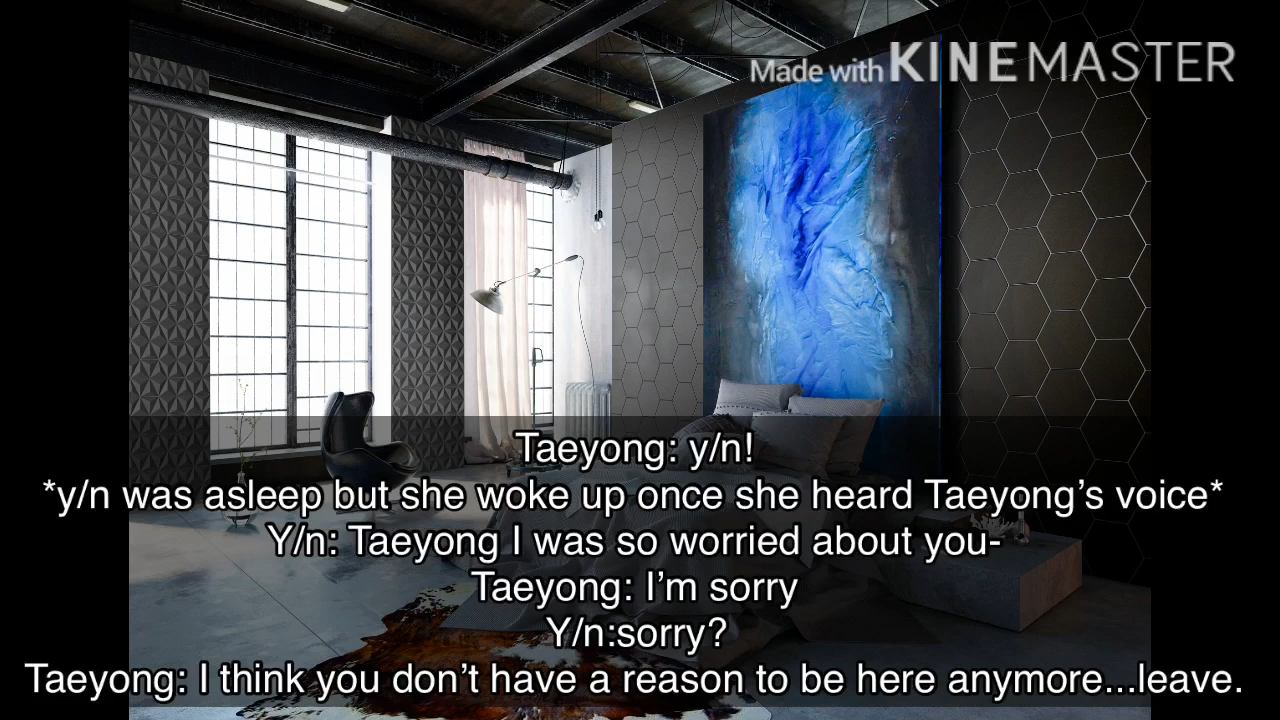 Made with KINEMASTER
Taeyong: y/n!
*y/n was asleep but she woke up once she heard Taeyong’s voice*
Y/n: Taeyong I was so worried about you-
Taeyong: I’m sorry
Y/n:sorry?
Taeyong: I think you don’t have a reason to be here anymore...leave.